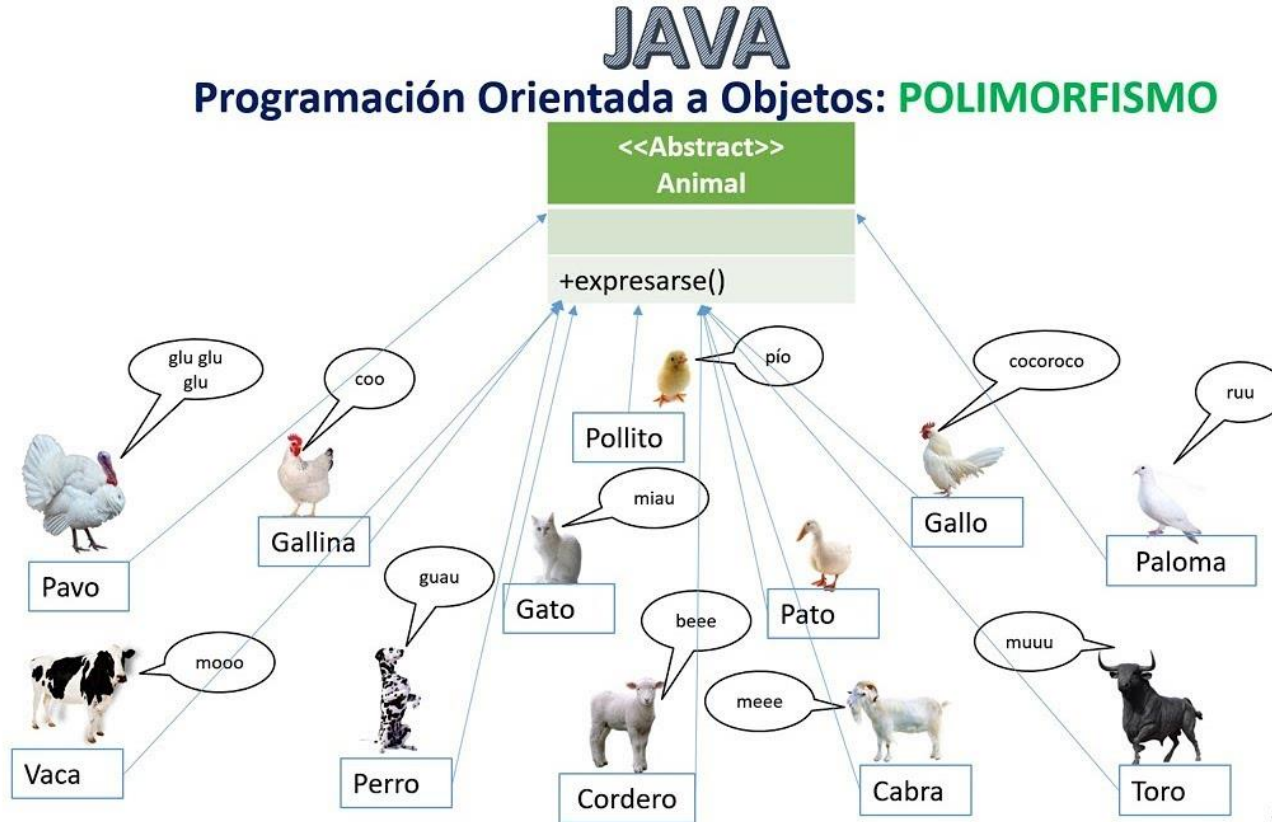 JAVA
Programación Orientada a Objetos: POLIMORFISMO
<<Abstract>>
Animal
+expresarse()
glu glu
glu
coo
pío
cocoroco
ruu
Pollito
miau
Gallina
Gallo
Paloma
Pavo
guau
Gato
Pato
beee
mooo
muuu
meee
Vaca
Perro
Cordero
Cabra
Toro